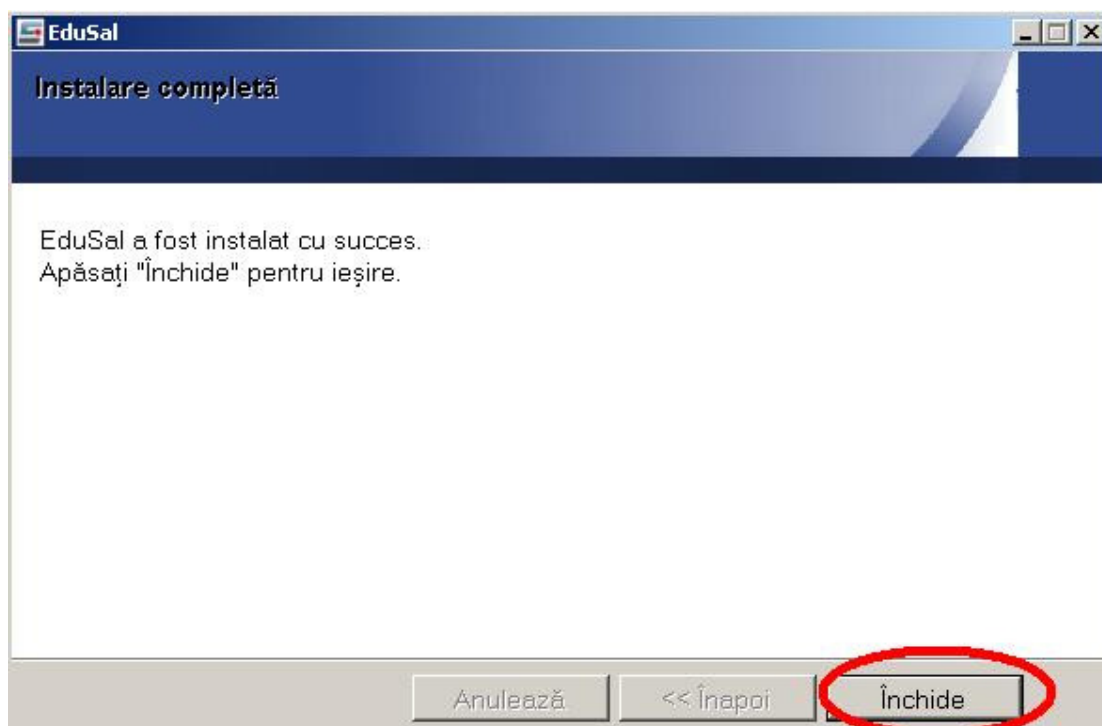 EduSal
Instalare completă
EduSal a fost instalat cu succes.
Apăsați "Închide" pentru ieșire.
Anulează
<< Înapoi
Închide